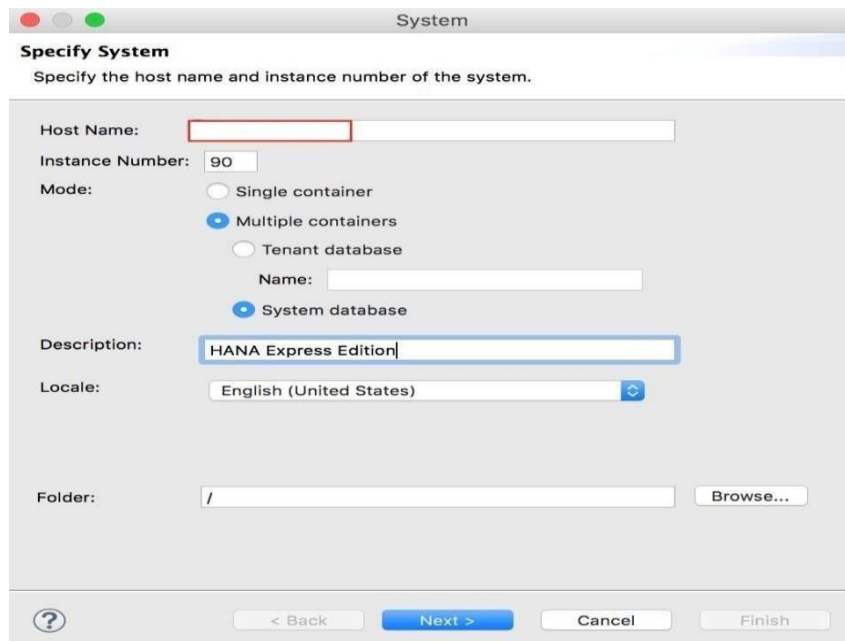 System
Specify System
Specify the host name and instance number of the system.
Host Name:
Instance Number: 90
Mode: Single container
Multiple containers
Tenant database
Name:
System database
Description: HANA Express Edition
Locale: English (United States)
Folder: / Browse...
? < Back Next > Cancel Finish